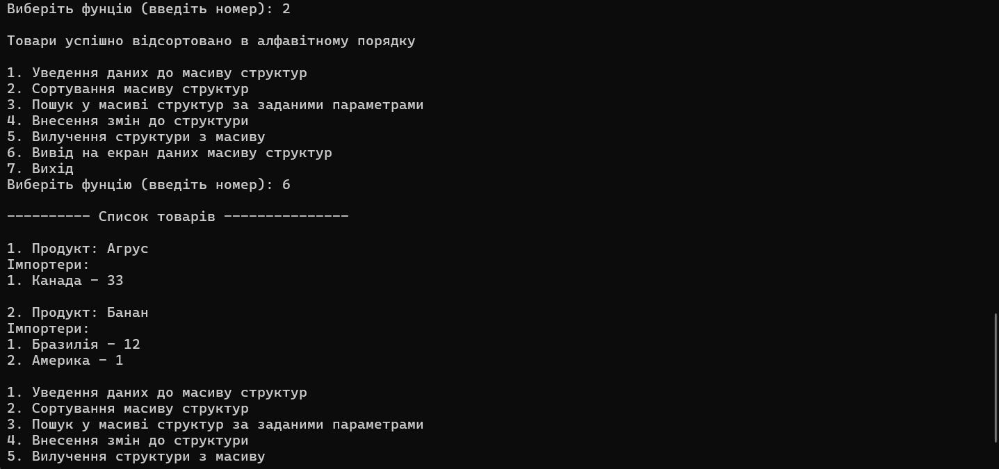 Виберіть фунцію (введіть номер): 2
Товари успішно відсортовано в алфавітному порядку
1. Уведення даних до масиву структур
2. Сортування масиву структур
3. Пошук у масиві структур за заданими параметрами
4. Внесення змін до структури
5. Вилучення структури з масиву
6. Вивід на екран даних масиву структур
7. Вихід
Виберіть фунцію (введіть номер): 6
---------- Список товарів ---------------
1. Продукт: Агрус
Імпортери:
1. Канада - 33
2. Продукт: Банан
Імпортери:
1. Бразилія - 12
2. Америка - 1
1. Уведення даних до масиву структур
2. Сортування масиву структур
3. Пошук у масиві структур за заданими параметрами
4. Внесення змін до структури
5. Вилучення структури з масиву